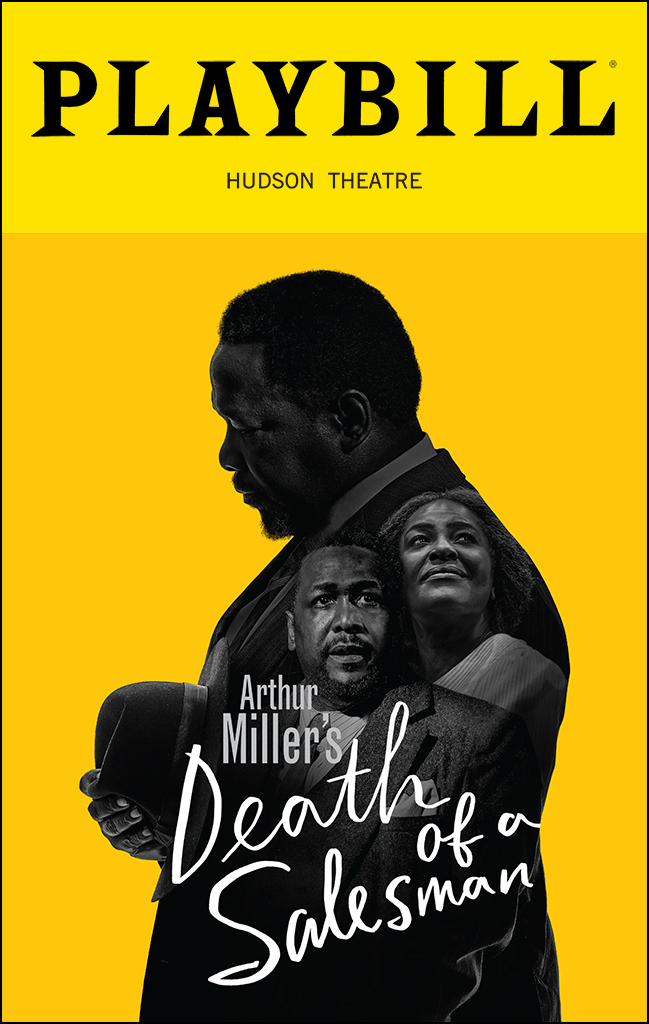 PLAYBILL®
HUDSON THEATRE
Arthur
Miller's
Death
of a
Salesman